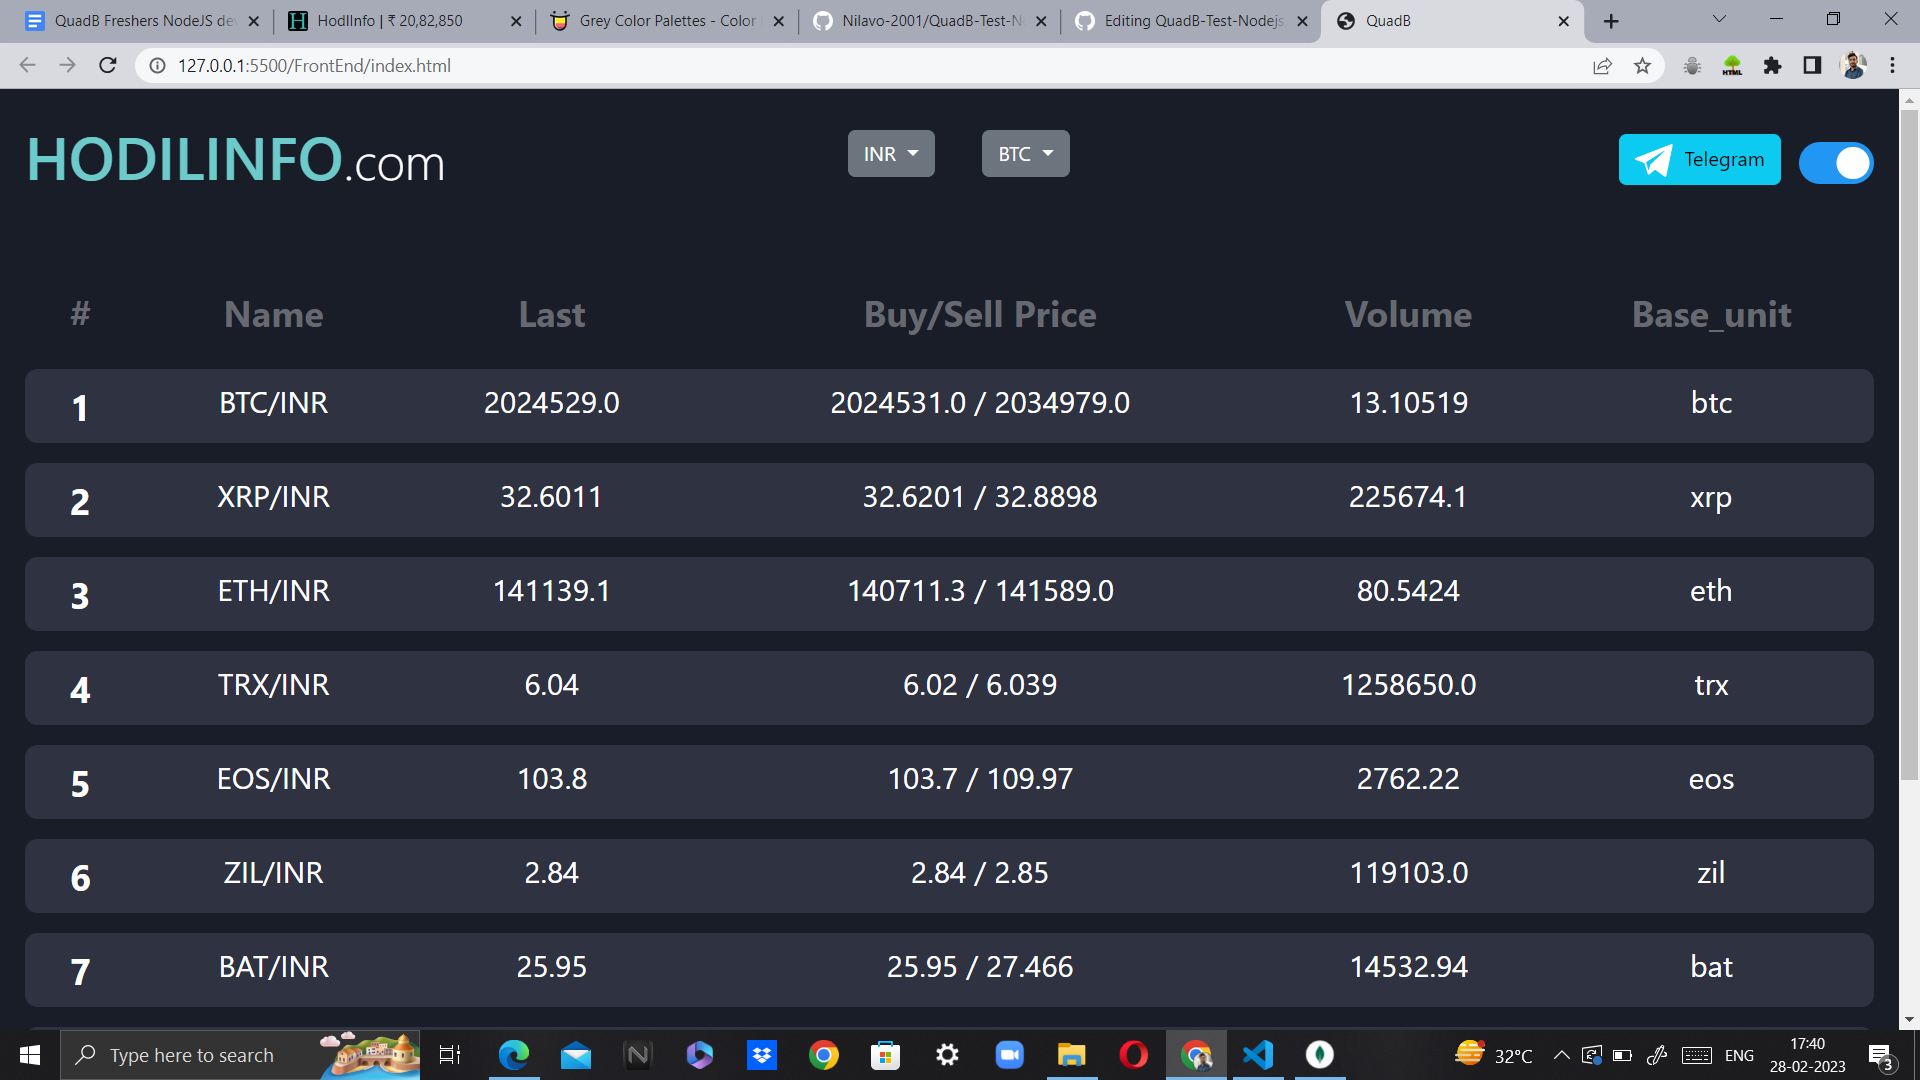 QuadB Freshers NodeJS de
HodlInfo | ₹ 20,82,850
Grey Color Palettes - Color
Nilavo-2001/QuadB-Test-N
Editing QuadB-Test-Nodejs
QuadB
127.0.0.1:5500/FrontEnd/index.html
HODILINFO.com
INR
BTC
Telegram
# Name Last Buy/Sell Price Volume Base_unit
1 BTC/INR 2024529.0 2024531.0 / 2034979.0 13.10519 btc
2 XRP/INR 32.6011 32.6201 / 32.8898 225674.1 xrp
3 ETH/INR 141139.1 140711.3 / 141589.0 80.5424 eth
4 TRX/INR 6.04 6.02 / 6.039 1258650.0 trx
5 EOS/INR 103.8 103.7 / 109.97 2762.22 eos
6 ZIL/INR 2.84 2.84 / 2.85 119103.0 zil
7 BAT/INR 25.95 25.95 / 27.466 14532.94 bat
Type here to search
32°C
ENG
17:40
28-02-2023
3